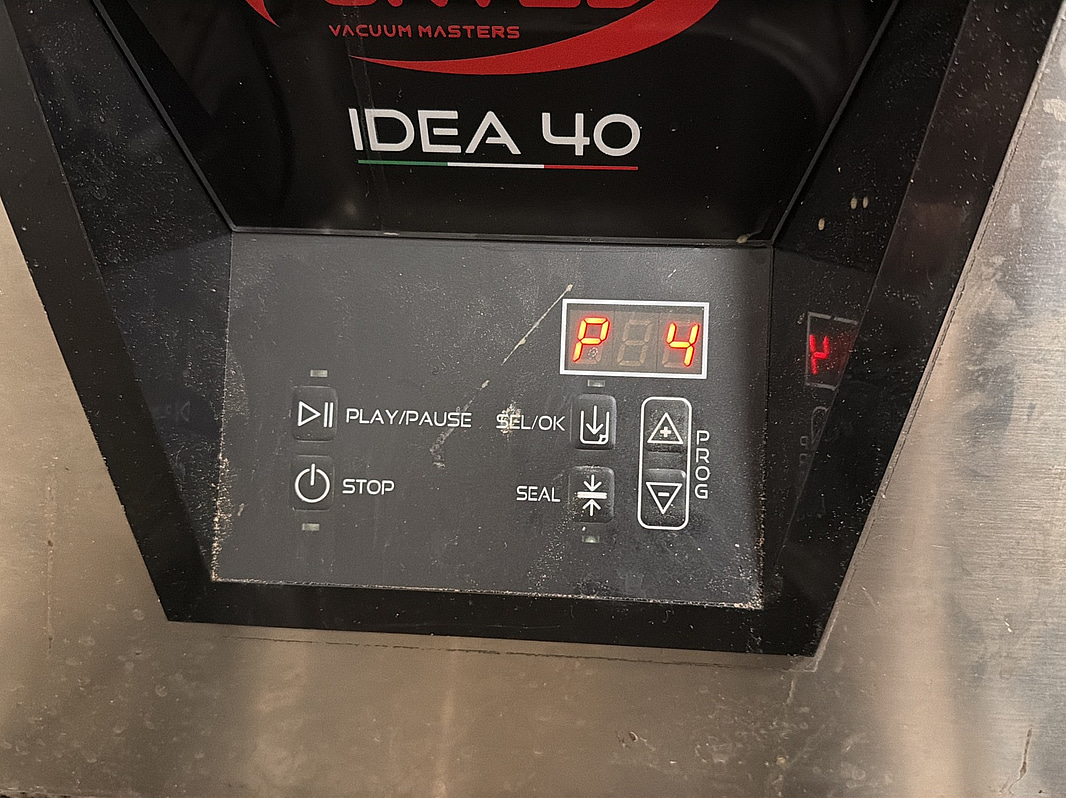 VACUUM MASTERS
IDEA 40
P 4
PLAY/PAUSE
SEL/OK
STOP
SEAL
PROG